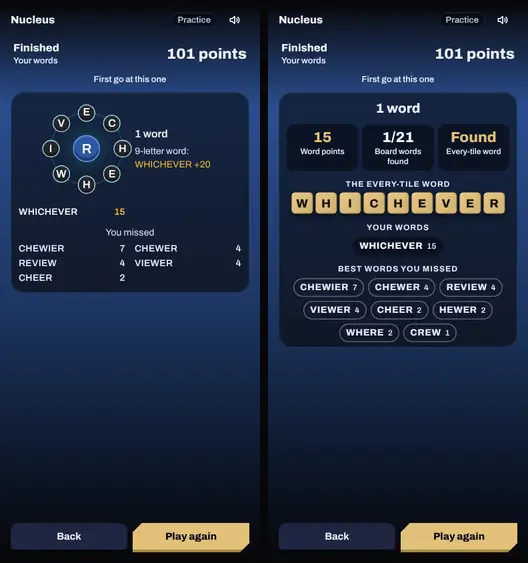 Nucleus
Practice
Finished
Your words
101 points
First go at this one
E
V
C
I
R
H
W
E
H
1 word
9-letter word:
WHICHEVER +20
WHICHEVER 15
You missed
CHEWIER 7 CHEWER 4
REVIEW 4 VIEWER 4
CHEER 2
Back
Play again
Nucleus
Practice
Finished
Your words
101 points
First go at this one
1 word
15
Word points
1/21
Board words
found
Found
Every-tile word
THE EVERY-TILE WORD
W H I C H E V E R
YOUR WORDS
WHICHEVER 15
BEST WORDS YOU MISSED
CHEWIER 7 CHEWER 4 REVIEW 4
VIEWER 4 CHEER 2 HEWER 2
WHERE 2 CREW 1
Back
Play again